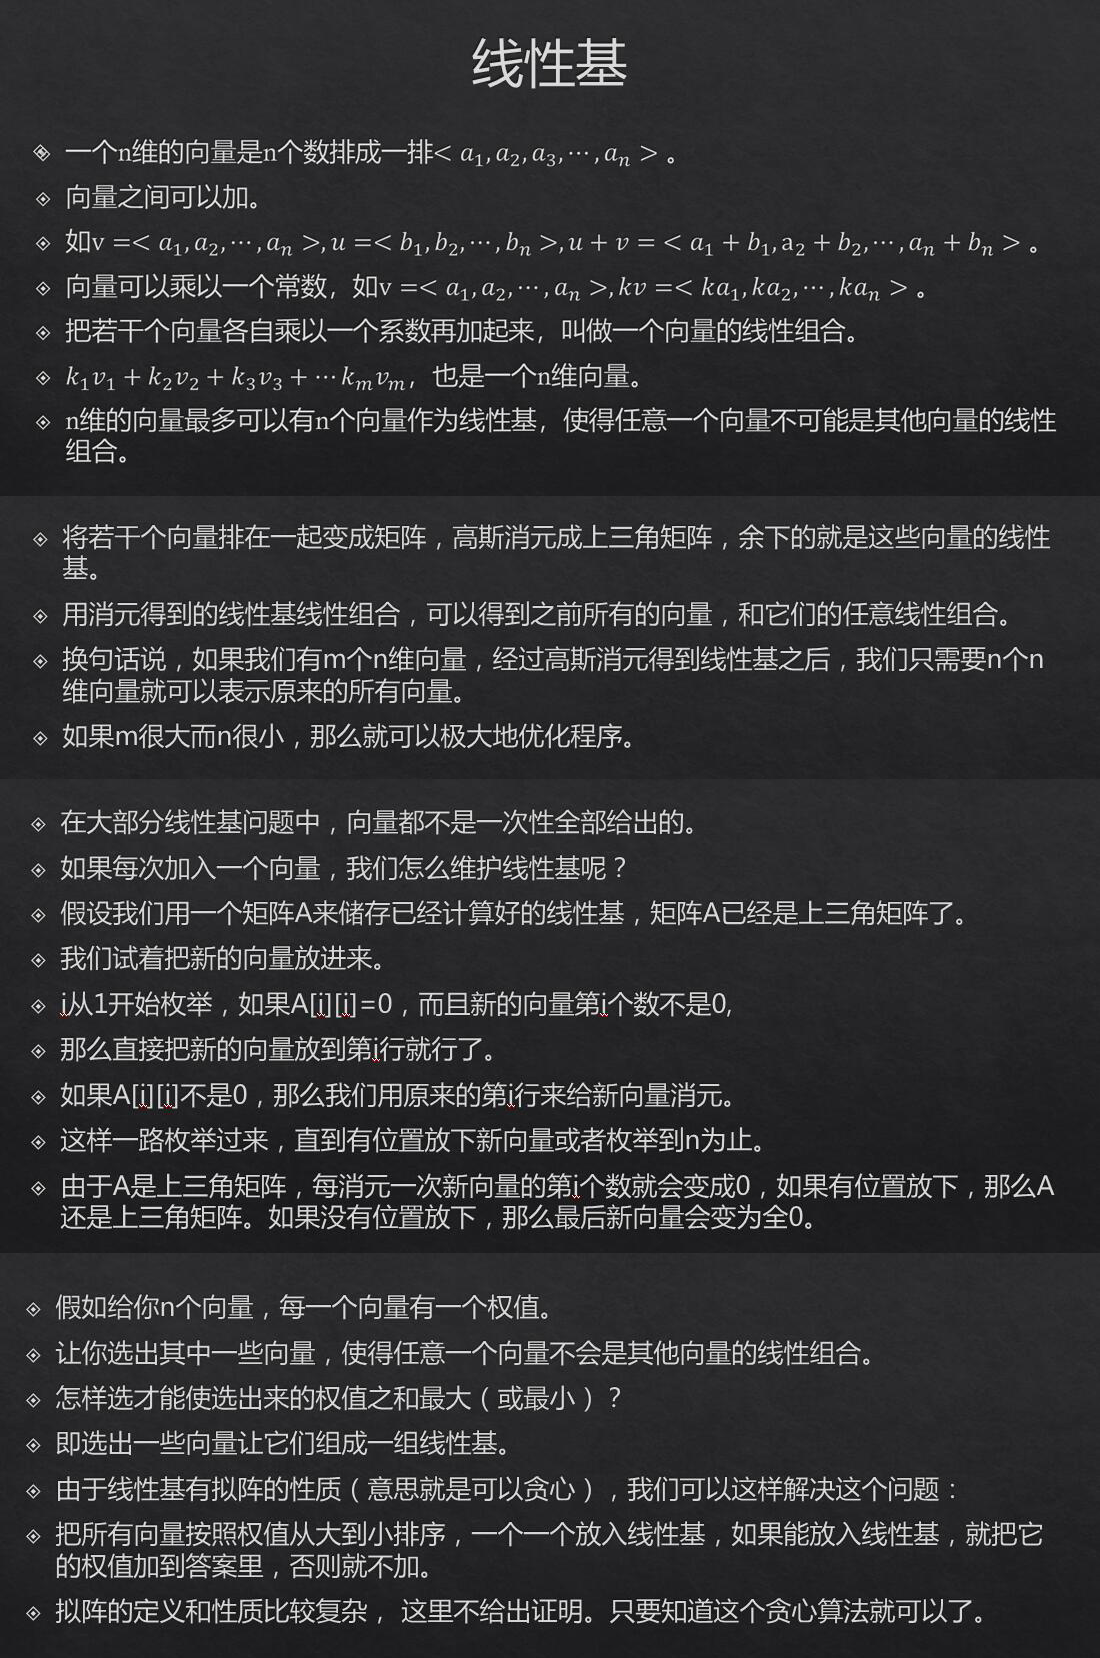 线性基
一个n维的向量是n个数排成一排< a₁, a₂, a₃, ⋯, aₙ > 。
向量之间可以加。
如v =< a₁, a₂, ⋯, aₙ >, u =< b₁, b₂, ⋯, bₙ >, u + v = < a₁ + b₁, a₂ + b₂, ⋯, aₙ + bₙ > 。
向量可以乘以一个常数，如v =< a₁, a₂, ⋯, aₙ >, kv =< ka₁, ka₂, ⋯, kaₙ > 。
把若干个向量各自乘以一个系数再加起来，叫做一个向量的线性组合。
k₁v₁ + k₂v₂ + k₃v₃ + ⋯ kₘvₘ，也是一个n维向量。
n维的向量最多可以有n个向量作为线性基，使得任意一个向量不可能是其他向量的线性
组合。
将若干个向量排在一起变成矩阵，高斯消元成上三角矩阵，余下的就是这些向量的线性
基。
用消元得到的线性基线性组合，可以得到之前所有的向量，和它们的任意线性组合。
换句话说，如果我们有m个n维向量，经过高斯消元得到线性基之后，我们只需要n个n
维向量就可以表示原来的所有向量。
如果m很大而n很小，那么就可以极大地优化程序。
在大部分线性基问题中，向量都不是一次性全部给出的。
如果每次加入一个向量，我们怎么维护线性基呢？
假设我们用一个矩阵A来储存已经计算好的线性基，矩阵A已经是上三角矩阵了。
我们试着把新的向量放进来。
i从1开始枚举，如果A[i][i]=0，而且新的向量第i个数不是0,
那么直接把新的向量放到第i行就行了。
如果A[i][i]不是0，那么我们用原来的第i行来给新向量消元。
这样一路枚举过来，直到有位置放下新向量或者枚举到n为止。
由于A是上三角矩阵，每消元一次新向量的第i个数就会变成0，如果有位置放下，那么A
还是上三角矩阵。如果没有位置放下，那么最后新向量会变为全0。
假如给你n个向量，每一个向量有一个权值。
让你选出其中一些向量，使得任意一个向量不会是其他向量的线性组合。
怎样选才能使选出来的权值之和最大（或最小）？
即选出一些向量让它们组成一组线性基。
由于线性基有拟阵的性质（意思就是可以贪心），我们可以这样解决这个问题：
把所有向量按照权值从大到小排序，一个一个放入线性基，如果能放入线性基，就把它
的权值加到答案里，否则就不加。
拟阵的定义和性质比较复杂， 这里不给出证明。只要知道这个贪心算法就可以了。